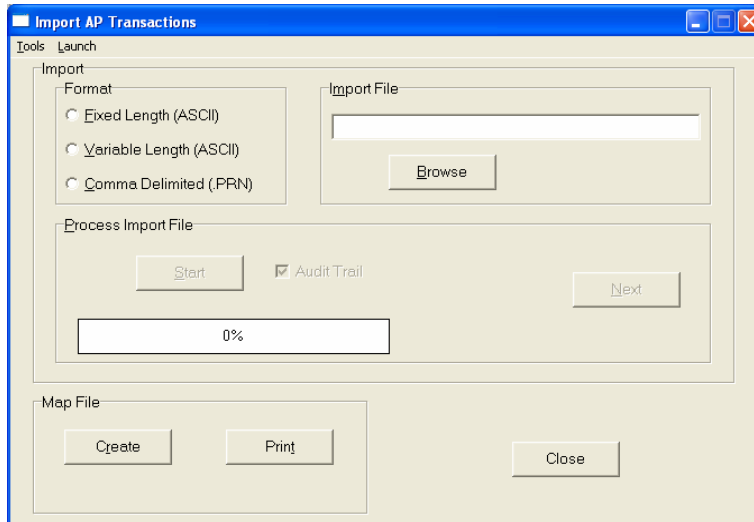 Import AP Transactions
Tools Launch
Import
Format
Fixed Length (ASCII)
Variable Length (ASCII)
Comma Delimited (.PRN)
Import File
Browse
Process Import File
Start
Audit Trail
Next
0%
Map File
Create
Print
Close